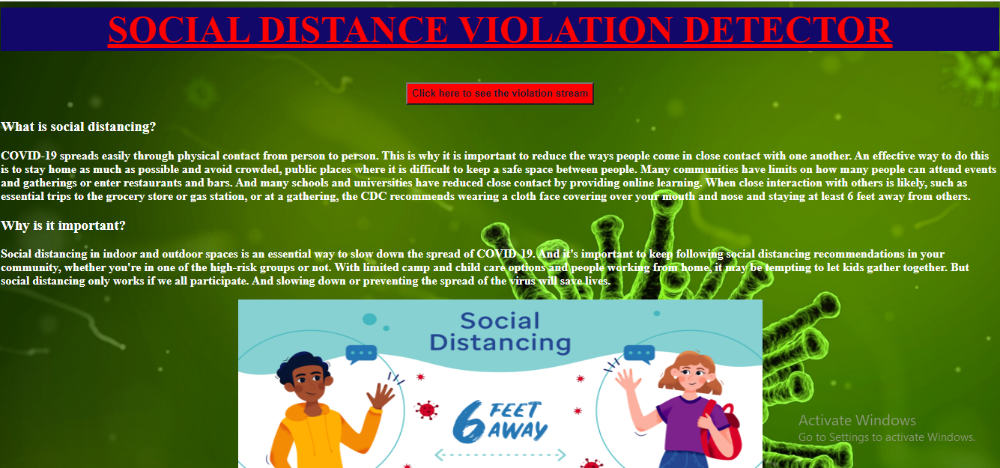 SOCIAL DISTANCE VIOLATION DETECTOR
Click here to see the violation stream
What is social distancing?
COVID-19 spreads easily through physical contact from person to person. This is why it is important to reduce the ways people come in close contact with one another. An effective way to do this
is to stay home as much as possible and avoid crowded, public places where it is difficult to keep a safe space between people. Many communities have limits on how many people can attend events
and gatherings or enter restaurants and bars. And many schools and universities have reduced close contact by providing online learning. When close interaction with others is likely, such as
essential trips to the grocery store or gas station, or at a gathering, the CDC recommends wearing a cloth face covering over your mouth and nose and staying at least 6 feet away from others.
Why is it important?
Social distancing in indoor and outdoor spaces is an essential way to slow down the spread of COVID-19. And it's important to keep following social distancing recommendations in your
community, whether you're in one of the high-risk groups or not. With limited camp and child care options and people working from home, it may be tempting to let kids gather together. But
social distancing only works if we all participate. And slowing down or preventing the spread of the virus will save lives.
Social
Distancing
6 FEET
AWAY
Activate Windows
Go to Settings to activate Windows.